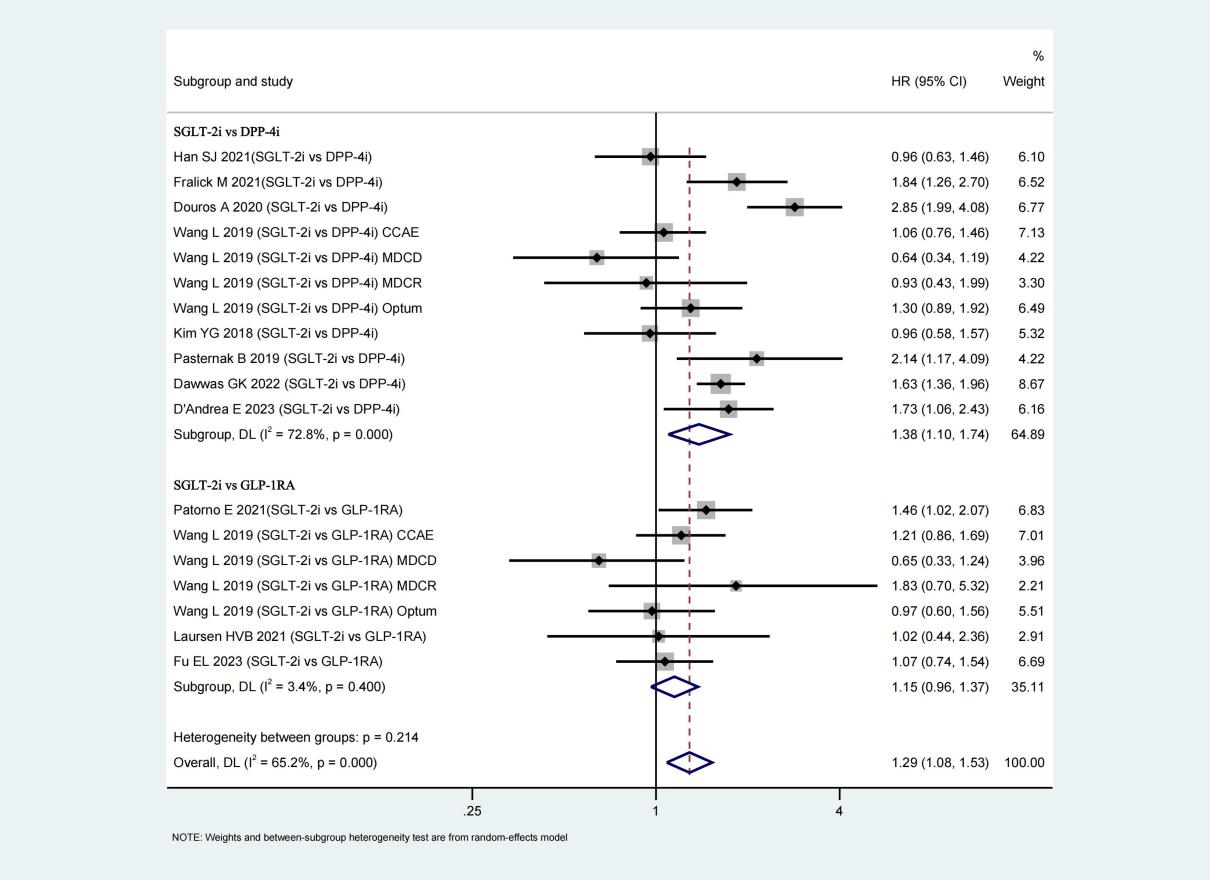 %
Subgroup and study HR (95% CI) Weight
SGLT-2i vs DPP-4i
Han SJ 2021(SGLT-2i vs DPP-4i) 0.96 (0.63, 1.46) 6.10
Fralick M 2021(SGLT-2i vs DPP-4i) 1.84 (1.26, 2.70) 6.52
Douros A 2020 (SGLT-2i vs DPP-4i) 2.85 (1.99, 4.08) 6.77
Wang L 2019 (SGLT-2i vs DPP-4i) CCAE 1.06 (0.76, 1.46) 7.13
Wang L 2019 (SGLT-2i vs DPP-4i) MDCD 0.64 (0.34, 1.19) 4.22
Wang L 2019 (SGLT-2i vs DPP-4i) MDCR 0.93 (0.43, 1.99) 3.30
Wang L 2019 (SGLT-2i vs DPP-4i) Optum 1.30 (0.89, 1.92) 6.49
Kim YG 2018 (SGLT-2i vs DPP-4i) 0.96 (0.58, 1.57) 5.32
Pasternak B 2019 (SGLT-2i vs DPP-4i) 2.14 (1.17, 4.09) 4.22
Dawwas GK 2022 (SGLT-2i vs DPP-4i) 1.63 (1.36, 1.96) 8.67
D'Andrea E 2023 (SGLT-2i vs DPP-4i) 1.73 (1.06, 2.43) 6.16
Subgroup, DL (I² = 72.8%, p = 0.000) 1.38 (1.10, 1.74) 64.89
SGLT-2i vs GLP-1RA
Patorno E 2021(SGLT-2i vs GLP-1RA) 1.46 (1.02, 2.07) 6.83
Wang L 2019 (SGLT-2i vs GLP-1RA) CCAE 1.21 (0.86, 1.69) 7.01
Wang L 2019 (SGLT-2i vs GLP-1RA) MDCD 0.65 (0.33, 1.24) 3.96
Wang L 2019 (SGLT-2i vs GLP-1RA) MDCR 1.83 (0.70, 5.32) 2.21
Wang L 2019 (SGLT-2i vs GLP-1RA) Optum 0.97 (0.60, 1.56) 5.51
Laursen HVB 2021 (SGLT-2i vs GLP-1RA) 1.02 (0.44, 2.36) 2.91
Fu EL 2023 (SGLT-2i vs GLP-1RA) 1.07 (0.74, 1.54) 6.69
Subgroup, DL (I² = 3.4%, p = 0.400) 1.15 (0.96, 1.37) 35.11
Heterogeneity between groups: p = 0.214
Overall, DL (I² = 65.2%, p = 0.000) 1.29 (1.08, 1.53) 100.00
.25 1 4
NOTE: Weights and between-subgroup heterogeneity test are from random-effects model